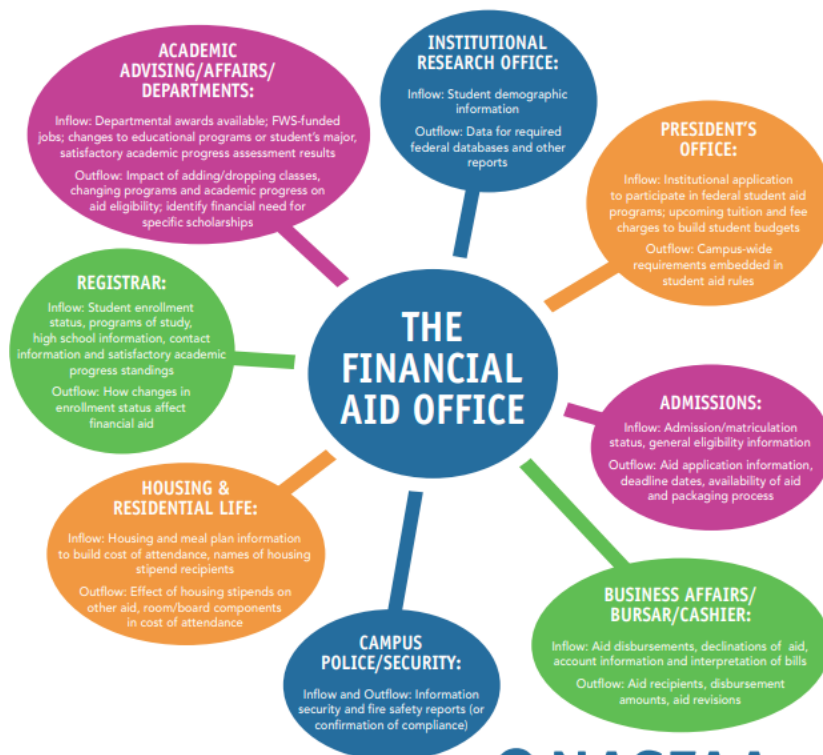 ACADEMIC
ADVISING/AFFAIRS/
DEPARTMENTS:
Inflow: Departmental awards available; FWS-funded
jobs; changes to educational programs or student's major,
satisfactory academic progress assessment results
Outflow: Impact of adding/dropping classes,
changing programs and academic progress on
aid eligibility; identify financial need for
specific scholarships
INSTITUTIONAL
RESEARCH OFFICE:
Inflow: Student demographic
information
Outflow: Data for required
federal databases and other
reports
PRESIDENT'S
OFFICE:
Inflow: Institutional application
to participate in federal student aid
programs; upcoming tuition and fee
charges to build student budgets
Outflow: Campus-wide
requirements embedded in
student aid rules
REGISTRAR:
Inflow: Student enrollment
status, programs of study,
high school information, contact
information and satisfactory academic
progress standings
Outflow: How changes in
enrollment status affect
financial aid
THE
FINANCIAL
AID OFFICE
ADMISSIONS:
Inflow: Admission/matriculation
status, general eligibility information
Outflow: Aid application information,
deadline dates, availability of aid
and packaging process
HOUSING &
RESIDENTIAL LIFE:
Inflow: Housing and meal plan information
to build cost of attendance, names of housing
stipend recipients
Outflow: Effect of housing stipends on
other aid, room/board components
in cost of attendance
BUSINESS AFFAIRS/
BURSAR/CASHIER:
Inflow: Aid disbursements, declinations of aid,
account information and interpretation of bills
Outflow: Aid recipients, disbursement
amounts, aid revisions
CAMPUS
POLICE/SECURITY:
Inflow and Outflow: Information
security and fire safety reports (or
confirmation of compliance)
NASFAA